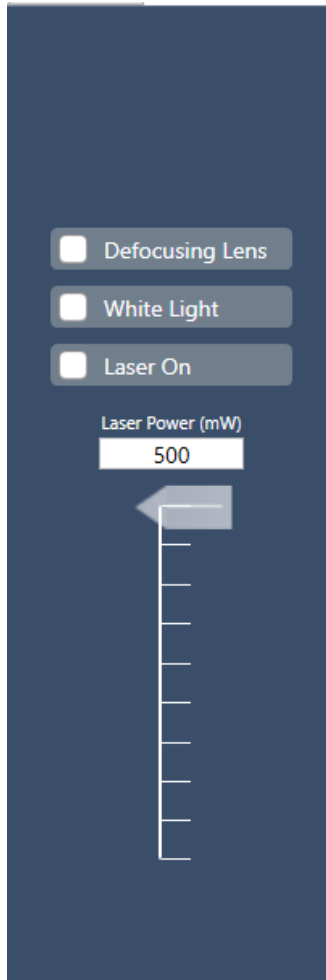 Defocusing Lens
White Light
Laser On
Laser Power (mW)
500